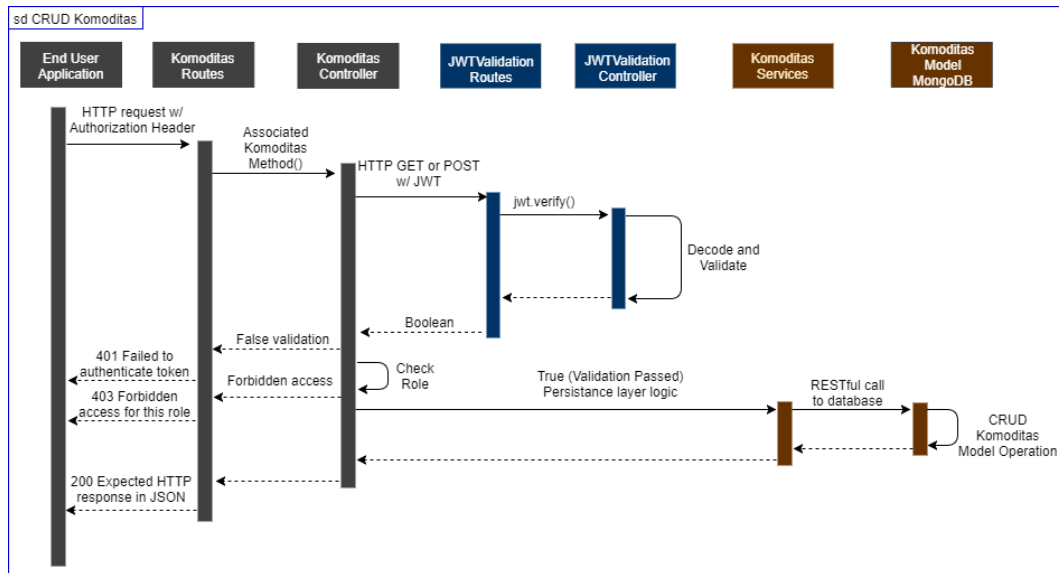 sd CRUD Komoditas
End User
Application
Komoditas
Routes
Komoditas
Controller
JWTValidation
Routes
JWTValidation
Controller
Komoditas
Services
Komoditas
Model
MongoDB
HTTP request w/
Authorization Header
Associated
Komoditas
Method()
HTTP GET or POST
w/ JWT
jwt.verify()
Decode and
Validate
Boolean
False validation
401 Failed to
authenticate token
Check
Role
Forbidden access
403 Forbidden
access for this role
True (Validation Passed)
Persistance layer logic
RESTful call
to database
CRUD
Komoditas
Model Operation
200 Expected HTTP
response in JSON